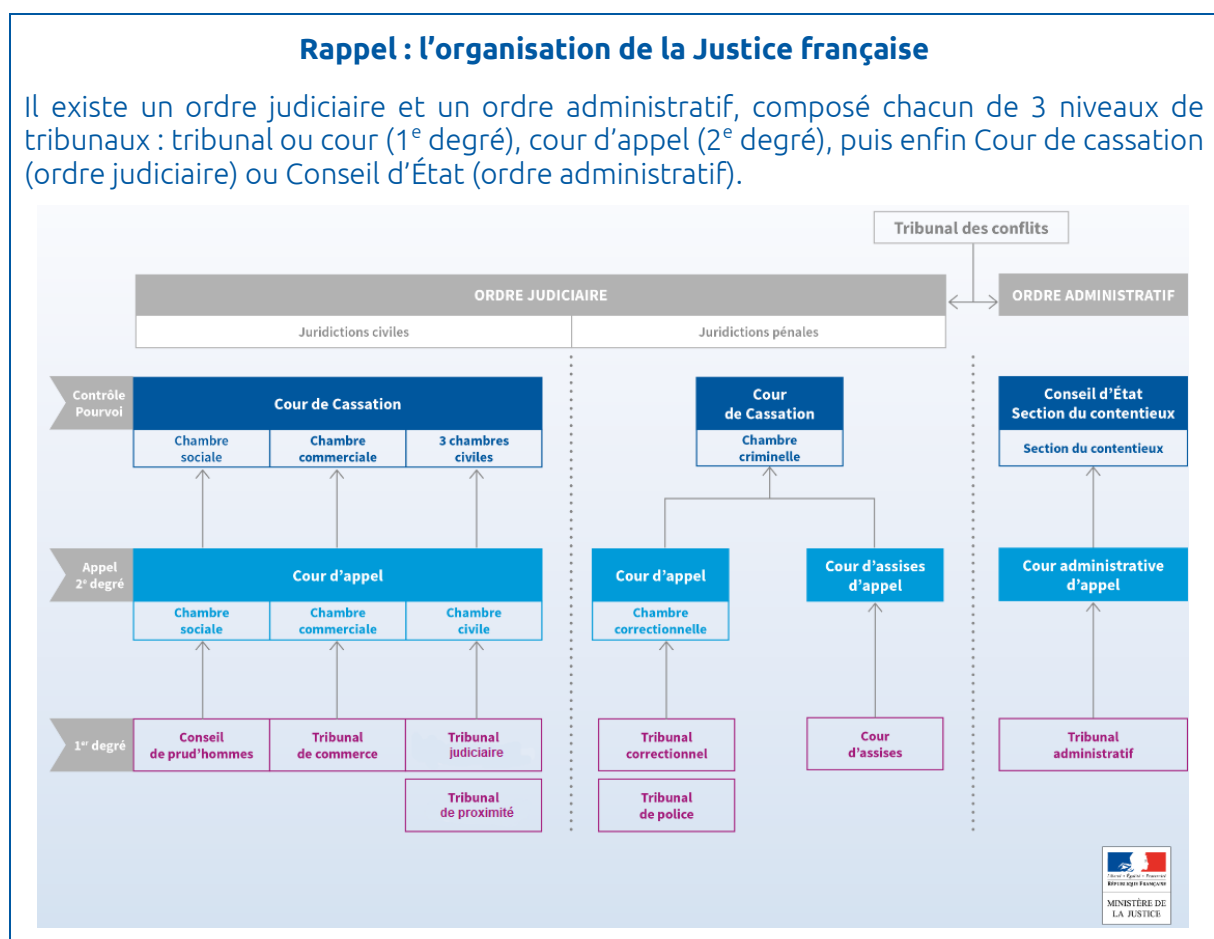 Rappel : l'organisation de la Justice française
Il existe un ordre judiciaire et un ordre administratif, composé chacun de 3 niveaux de
tribunaux : tribunal ou cour (1e degré), cour d'appel (2e degré), puis enfin Cour de cassation
(ordre judiciaire) ou Conseil d'État (ordre administratif).
Tribunal des conflits
ORDRE JUDICIAIRE
ORDRE ADMINISTRATIF
Juridictions civiles
Juridictions pénales
Contrôle
Pourvoi
Cour de Cassation
Chambre
sociale
Chambre
commerciale
3 chambres
civiles
Cour
de Cassation
Chambre
criminelle
Conseil d'État
Section du contentieux
Section du contentieux
Appel
2e degré
Cour d'appel
Chambre
sociale
Chambre
commerciale
Chambre
civile
Cour d'appel
Chambre
correctionnelle
Cour d'assises
d'appel
Cour administrative
d'appel
1er degré
Conseil
de prud'hommes
Tribunal
de commerce
Tribunal
judiciaire
Tribunal
de proximité
Tribunal
correctionnel
Tribunal
de police
Cour
d'assises
Tribunal
administratif
Liberté • Égalité • Fraternité
RÉPUBLIQUE FRANÇAISE
MINISTÈRE DE
LA JUSTICE